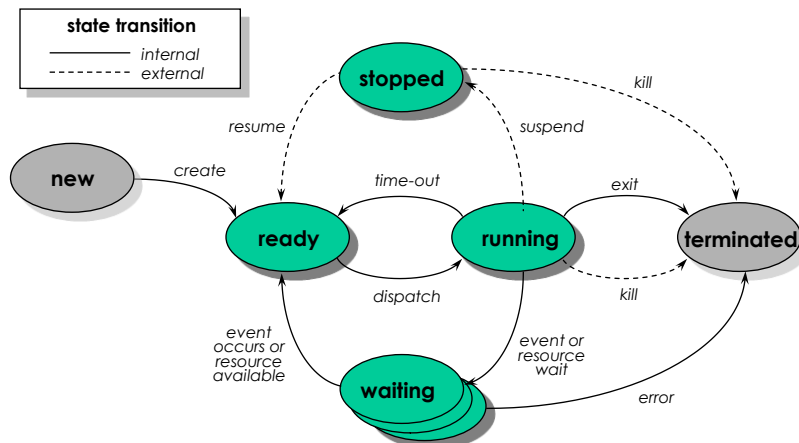 state transition
internal
external
stopped
kill
resume
suspend
new
create
time-out
exit
ready
running
terminated
dispatch
kill
event
occurs or
resource
available
event or
resource
wait
waiting
error